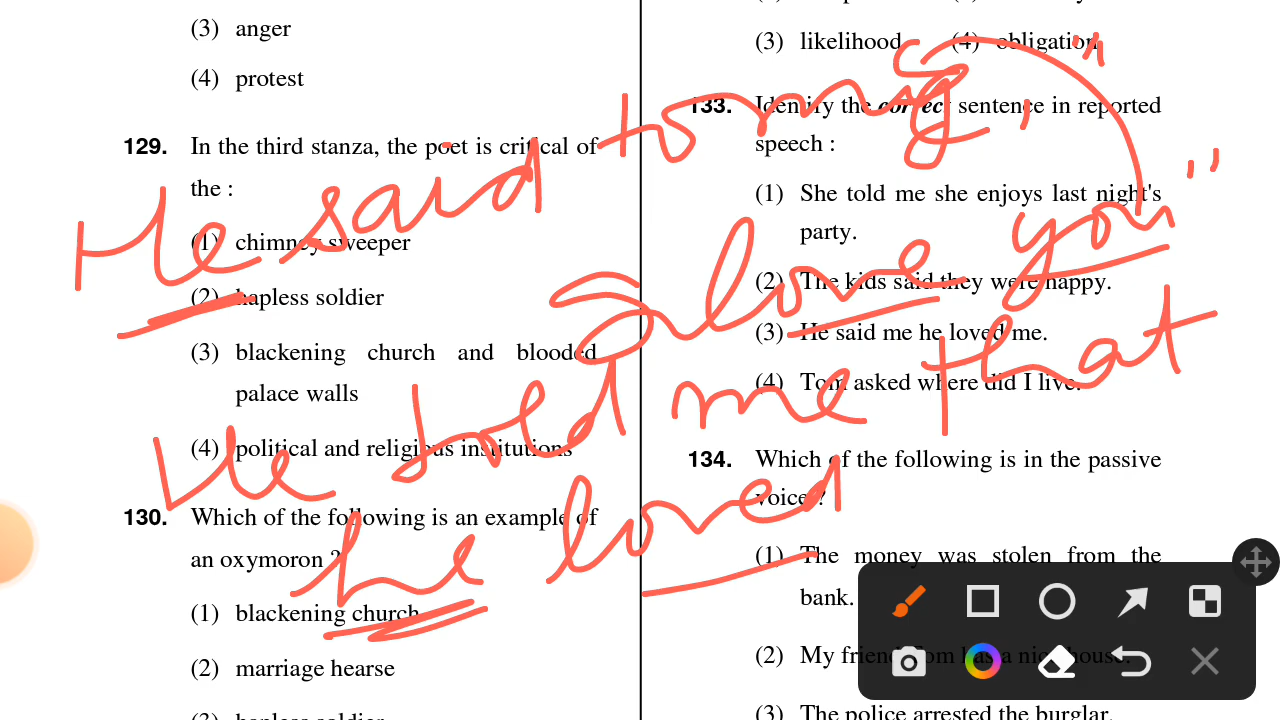 (3) anger
(4) protest
129. In the third stanza, the poet is critical of
the :
(1) chimney sweeper
(2) hapless soldier
(3) blackening church and blooded
palace walls
(4) political and religious institutions
130. Which of the following is an example of
an oxymoron ?
(1) blackening church
(2) marriage hearse
(3) hapless soldier
(3) likelihood (4) obligation
133. Identify the correct sentence in reported
speech :
(1) She told me she enjoys last night's
party.
(2) The kids said they were happy.
(3) He said me he loved me.
(4) Tom asked where did I live.
134. Which of the following is in the passive
voice ?
(1) The money was stolen from the
bank.
(2) My friend Tom has a nice house.
(3) The police arrested the burglar.
He said to me, "
I love you"
He told me that
he loved